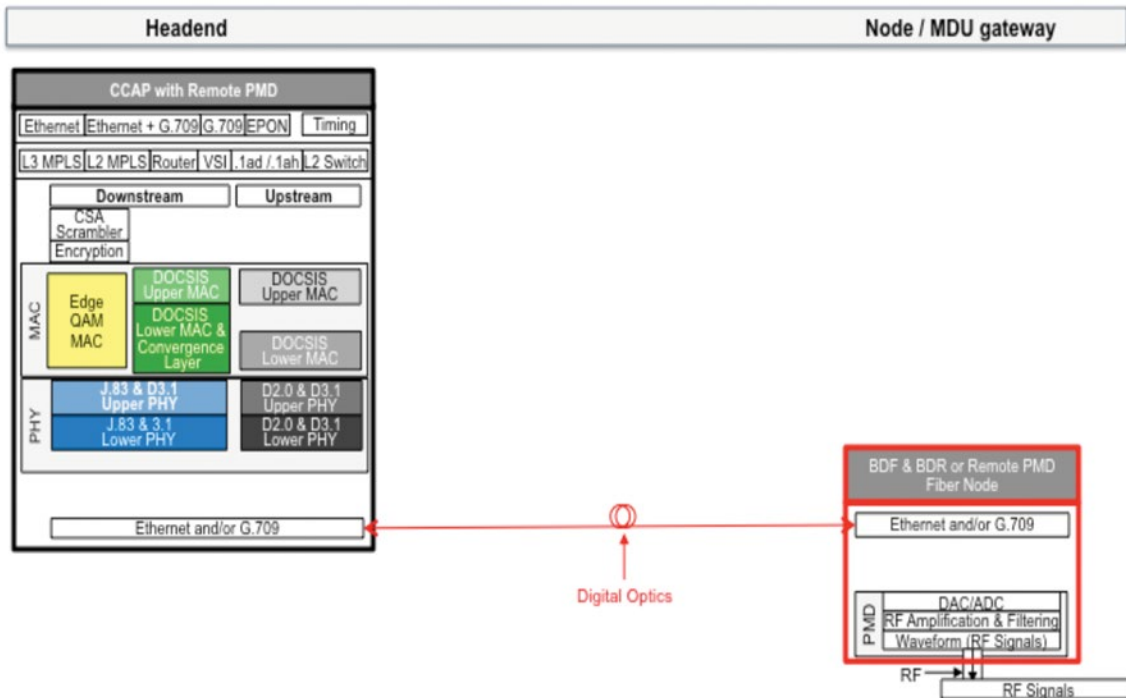 Headend
Node / MDU gateway
CCAP with Remote PMD
Ethernet
Ethernet + G.709
G.709
EPON
Timing
L3 MPLS
L2 MPLS
Router
VSI
.1ad /.1ah
L2 Switch
Downstream
Upstream
CSA
Scrambler
Encryption
MAC
Edge
QAM
MAC
DOCSIS
Upper MAC
DOCSIS
Lower MAC &
Convergence
Layer
DOCSIS
Upper MAC
DOCSIS
Lower MAC
PHY
J.83 & D3.1
Upper PHY
J.83 & 3.1
Lower PHY
D2.0 & D3.1
Upper PHY
D2.0 & D3.1
Lower PHY
Ethernet and/or G.709
Digital Optics
BDF & BDR or Remote PMD
Fiber Node
Ethernet and/or G.709
PMD
DAC/ADC
RF Amplification & Filtering
Waveform (RF Signals)
RF
RF Signals